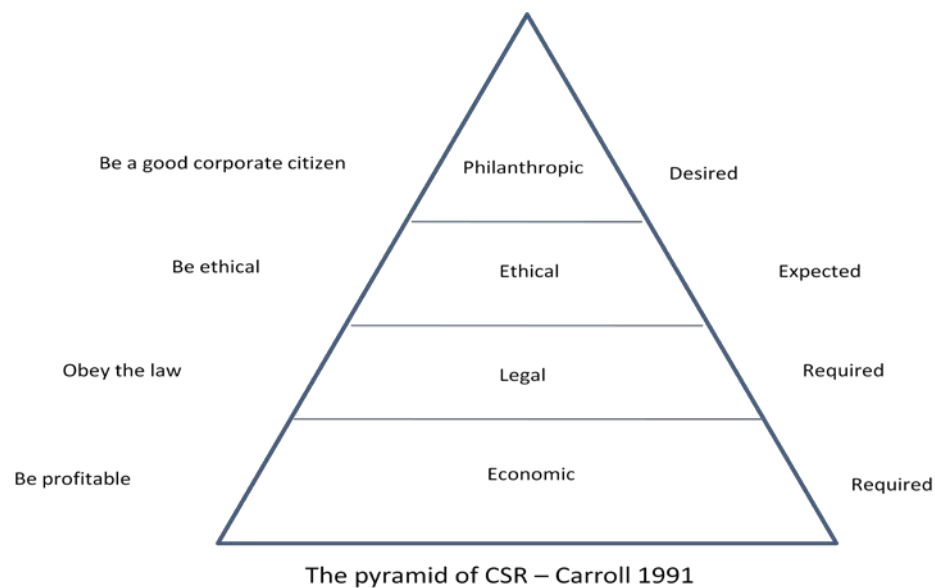 Be a good corporate citizen Philanthropic Desired
Be ethical Ethical Expected
Obey the law Legal Required
Be profitable Economic Required
The pyramid of CSR – Carroll 1991